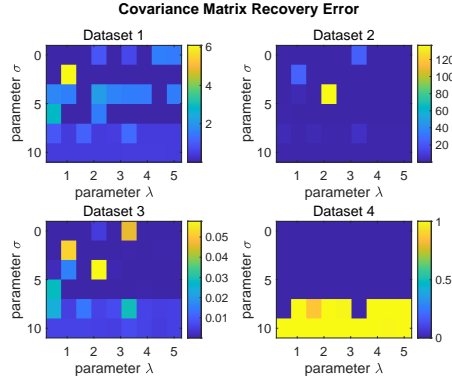 Covariance Matrix Recovery Error
Dataset 1
Dataset 2
parameter σ
0
5
10
1 2 3 4 5
parameter λ
6
4
2
parameter σ
0
5
10
1 2 3 4 5
parameter λ
120
100
80
60
40
20
Dataset 3
Dataset 4
parameter σ
0
5
10
1 2 3 4 5
parameter λ
0.05
0.04
0.03
0.02
0.01
parameter σ
0
5
10
1 2 3 4 5
parameter λ
1
0.5
0